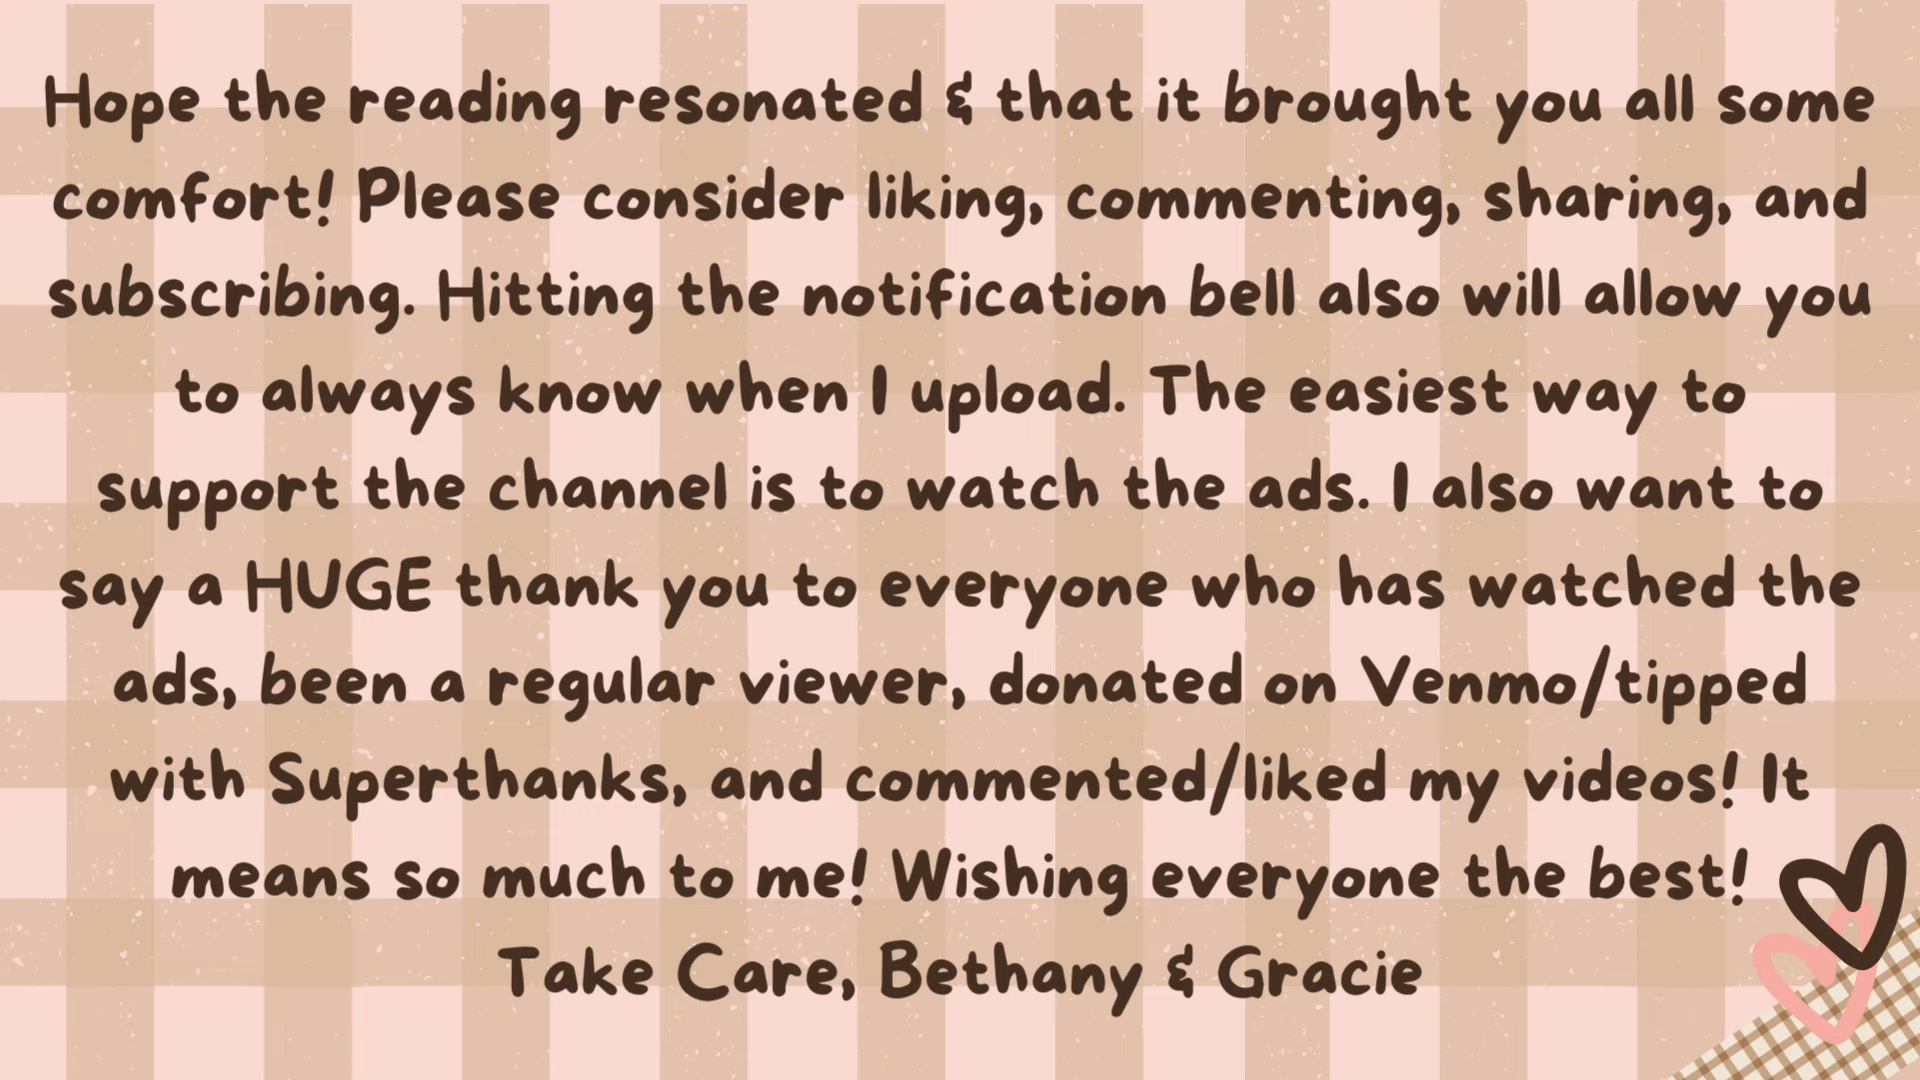 Hope the reading resonated & that it brought you all some
comfort! Please consider liking, commenting, sharing, and
subscribing. Hitting the notification bell also will allow you
to always know when I upload. The easiest way to
support the channel is to watch the ads. I also want to
say a HUGE thank you to everyone who has watched the
ads, been a regular viewer, donated on Venmo/tipped
with Superthanks, and commented/liked my videos! It
means so much to me! Wishing everyone the best!
Take Care, Bethany & Gracie